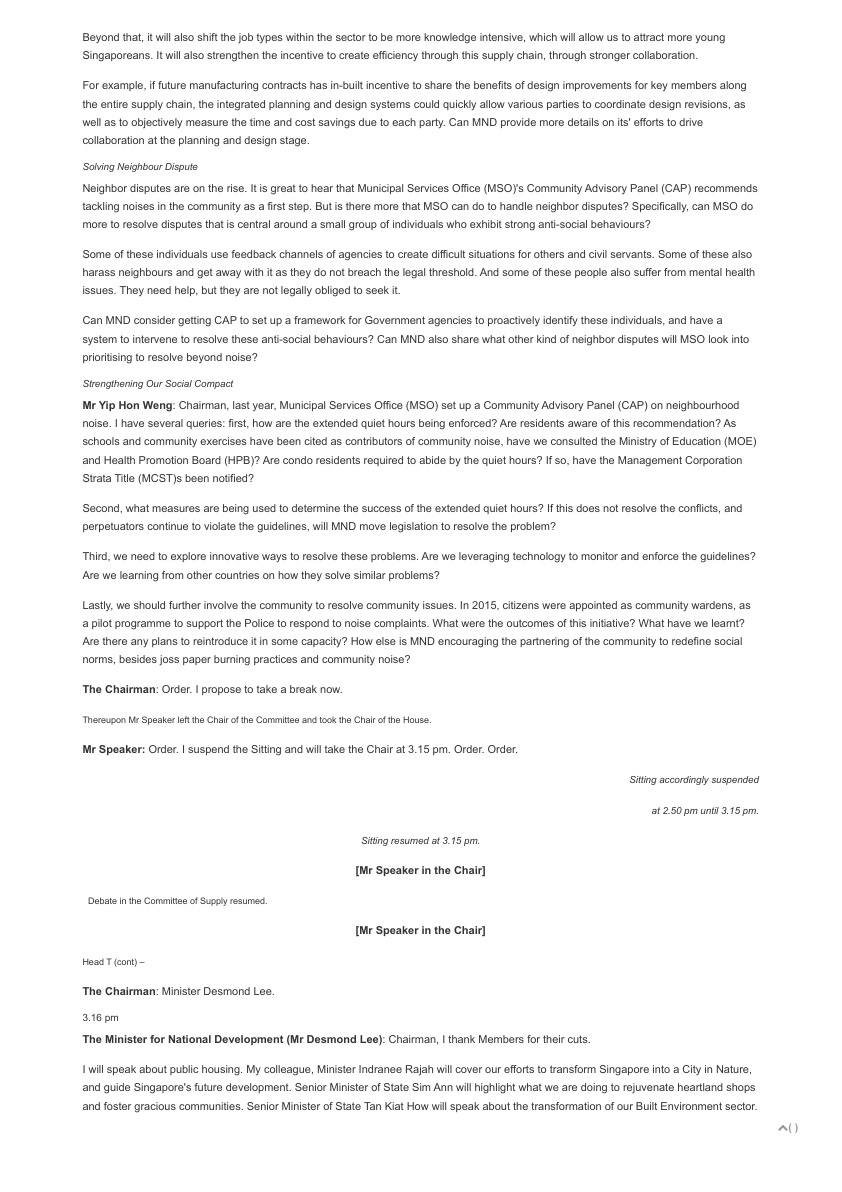 Beyond that, it will also shift the job types within the sector to be more knowledge intensive, which will allow us to attract more young
Singaporeans. It will also strengthen the incentive to create efficiency through this supply chain, through stronger collaboration.
For example, if future manufacturing contracts has in-built incentive to share the benefits of design improvements for key members along
the entire supply chain, the integrated planning and design systems could quickly allow various parties to coordinate design revisions, as
well as to objectively measure the time and cost savings due to each party. Can MND provide more details on its' efforts to drive
collaboration at the planning and design stage.
Solving Neighbour Dispute
Neighbor disputes are on the rise. It is great to hear that Municipal Services Office (MSO)'s Community Advisory Panel (CAP) recommends
tackling noises in the community as a first step. But is there more that MSO can do to handle neighbor disputes? Specifically, can MSO do
more to resolve disputes that is central around a small group of individuals who exhibit strong anti-social behaviours?
Some of these individuals use feedback channels of agencies to create difficult situations for others and civil servants. Some of these also
harass neighbours and get away with it as they do not breach the legal threshold. And some of these people also suffer from mental health
issues. They need help, but they are not legally obliged to seek it.
Can MND consider getting CAP to set up a framework for Government agencies to proactively identify these individuals, and have a
system to intervene to resolve these anti-social behaviours? Can MND also share what other kind of neighbor disputes will MSO look into
prioritising to resolve beyond noise?
Strengthening Our Social Compact
Mr Yip Hon Weng: Chairman, last year, Municipal Services Office (MSO) set up a Community Advisory Panel (CAP) on neighbourhood
noise. I have several queries: first, how are the extended quiet hours being enforced? Are residents aware of this recommendation? As
schools and community exercises have been cited as contributors of community noise, have we consulted the Ministry of Education (MOE)
and Health Promotion Board (HPB)? Are condo residents required to abide by the quiet hours? If so, have the Management Corporation
Strata Title (MCST)s been notified?
Second, what measures are being used to determine the success of the extended quiet hours? If this does not resolve the conflicts, and
perpetuators continue to violate the guidelines, will MND move legislation to resolve the problem?
Third, we need to explore innovative ways to resolve these problems. Are we leveraging technology to monitor and enforce the guidelines?
Are we learning from other countries on how they solve similar problems?
Lastly, we should further involve the community to resolve community issues. In 2015, citizens were appointed as community wardens, as
a pilot programme to support the Police to respond to noise complaints. What were the outcomes of this initiative? What have we learnt?
Are there any plans to reintroduce it in some capacity? How else is MND encouraging the partnering of the community to redefine social
norms, besides joss paper burning practices and community noise?
The Chairman: Order. I propose to take a break now.
Thereupon Mr Speaker left the Chair of the Committee and took the Chair of the House.
Mr Speaker: Order. I suspend the Sitting and will take the Chair at 3.15 pm. Order. Order.
Sitting accordingly suspended
at 2.50 pm until 3.15 pm.
Sitting resumed at 3.15 pm.
[Mr Speaker in the Chair]
Debate in the Committee of Supply resumed.
[Mr Speaker in the Chair]
Head T (cont) –
The Chairman: Minister Desmond Lee.
3.16 pm
The Minister for National Development (Mr Desmond Lee): Chairman, I thank Members for their cuts.
I will speak about public housing. My colleague, Minister Indranee Rajah will cover our efforts to transform Singapore into a City in Nature,
and guide Singapore's future development. Senior Minister of State Sim Ann will highlight what we are doing to rejuvenate heartland shops
and foster gracious communities. Senior Minister of State Tan Kiat How will speak about the transformation of our Built Environment sector.
( )